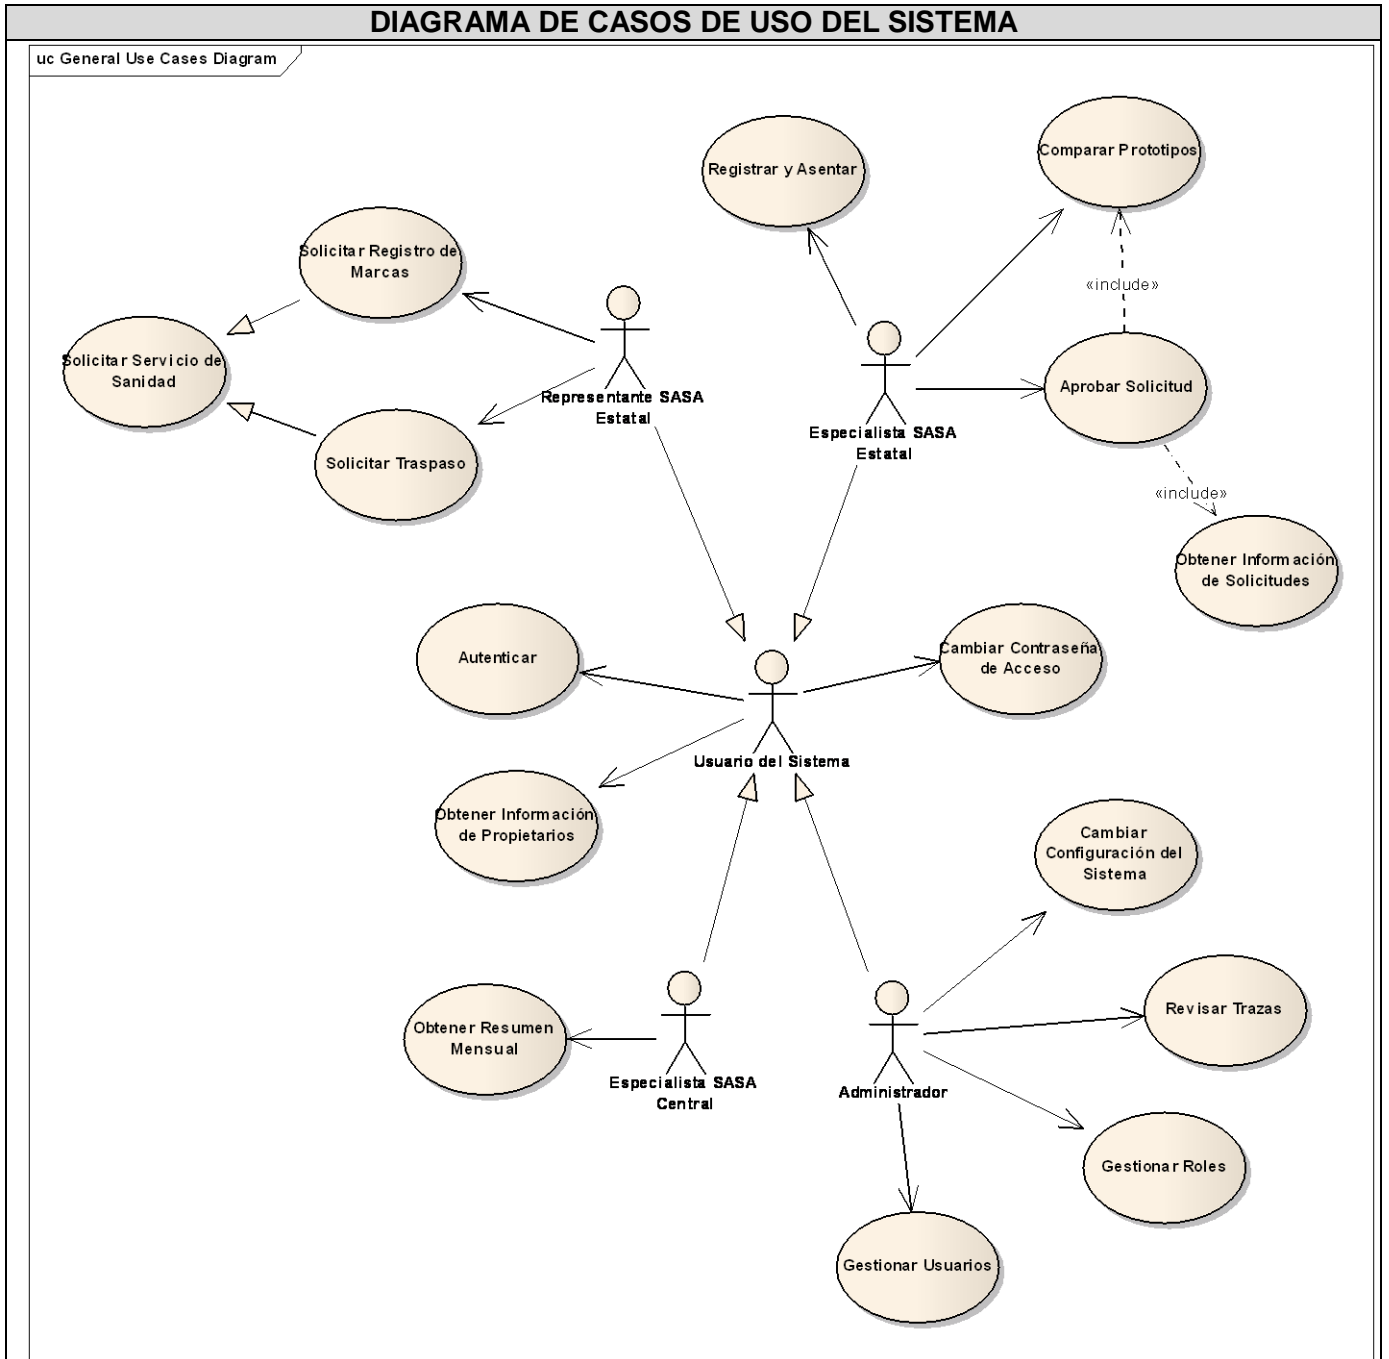 DIAGRAMA DE CASOS DE USO DEL SISTEMA
uc General Use Cases Diagram
Comparar Prototipos
Registrar y Asentar
Solicitar Registro de
Marcas
«include»
Solicitar Servicio de
Sanidad
Aprobar Solicitud
Representante SASA
Estatal
Especialista SASA
Estatal
Solicitar Traspaso
«include»
Obtener Información
de Solicitudes
Autenticar
Cambiar Contraseña
de Acceso
Usuario del Sistema
Obtener Información
de Propietarios
Cambiar
Configuración del
Sistema
Revisar Trazas
Obtener Resumen
Mensual
Especialista SASA
Central
Administrador
Gestionar Roles
Gestionar Usuarios